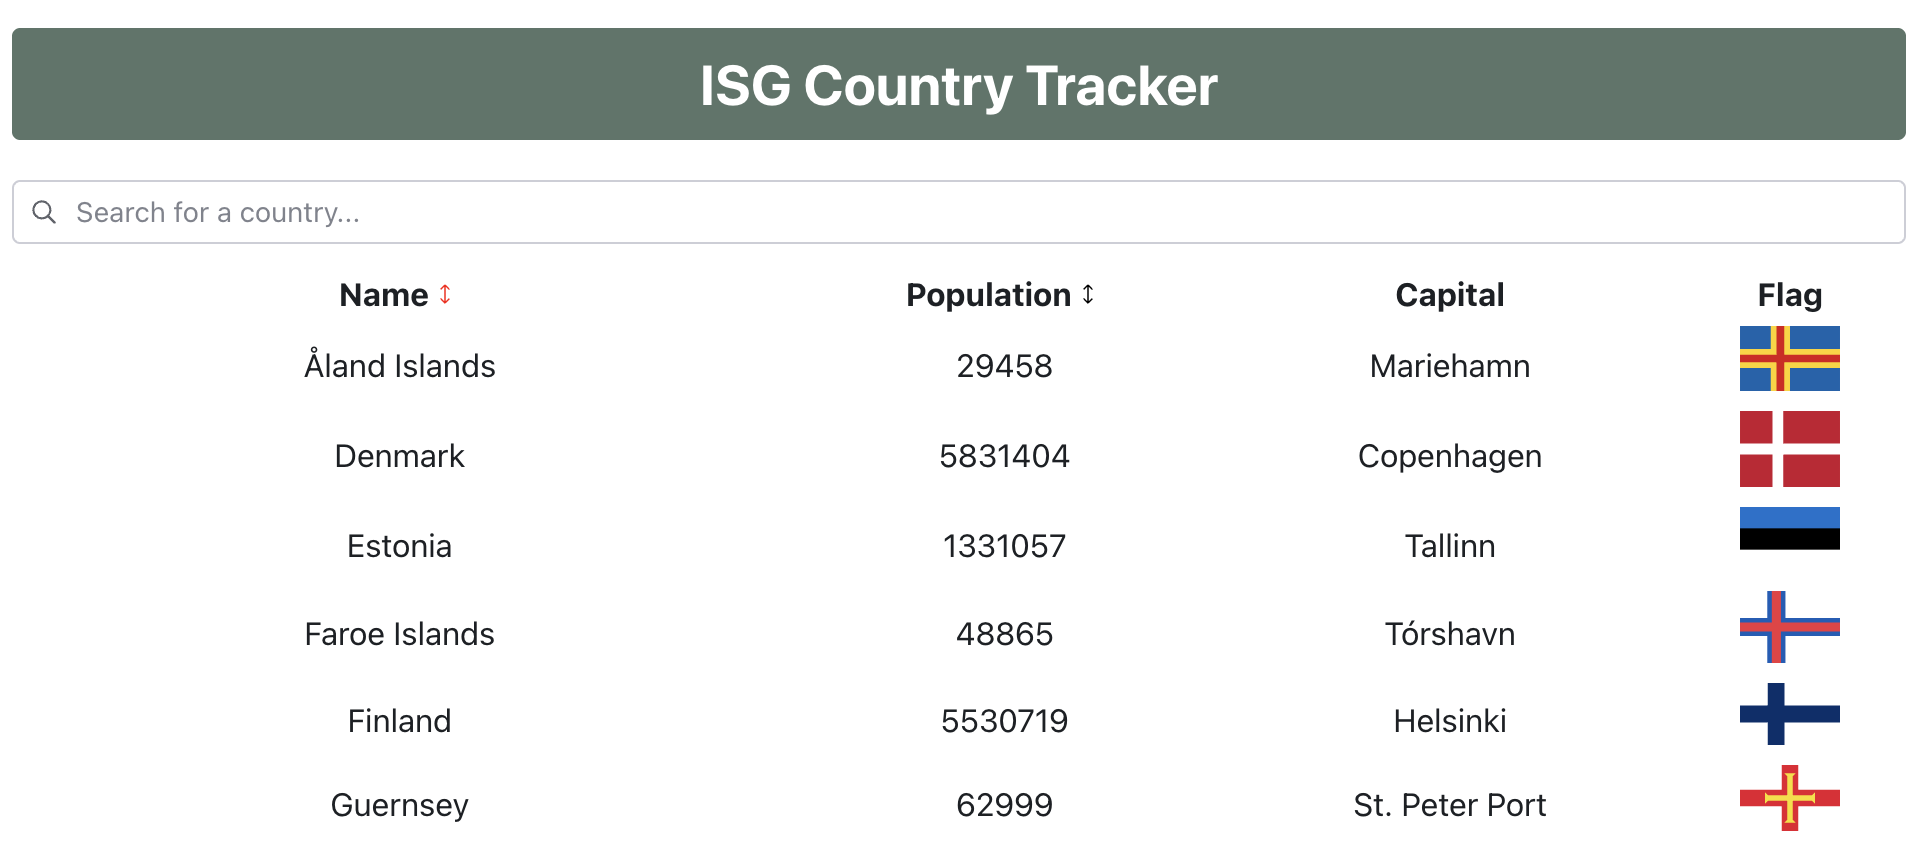 ISG Country Tracker
Search for a country...
Name ↕ Population ↕ Capital Flag
Åland Islands 29458 Mariehamn
Denmark 5831404 Copenhagen
Estonia 1331057 Tallinn
Faroe Islands 48865 Tórshavn
Finland 5530719 Helsinki
Guernsey 62999 St. Peter Port